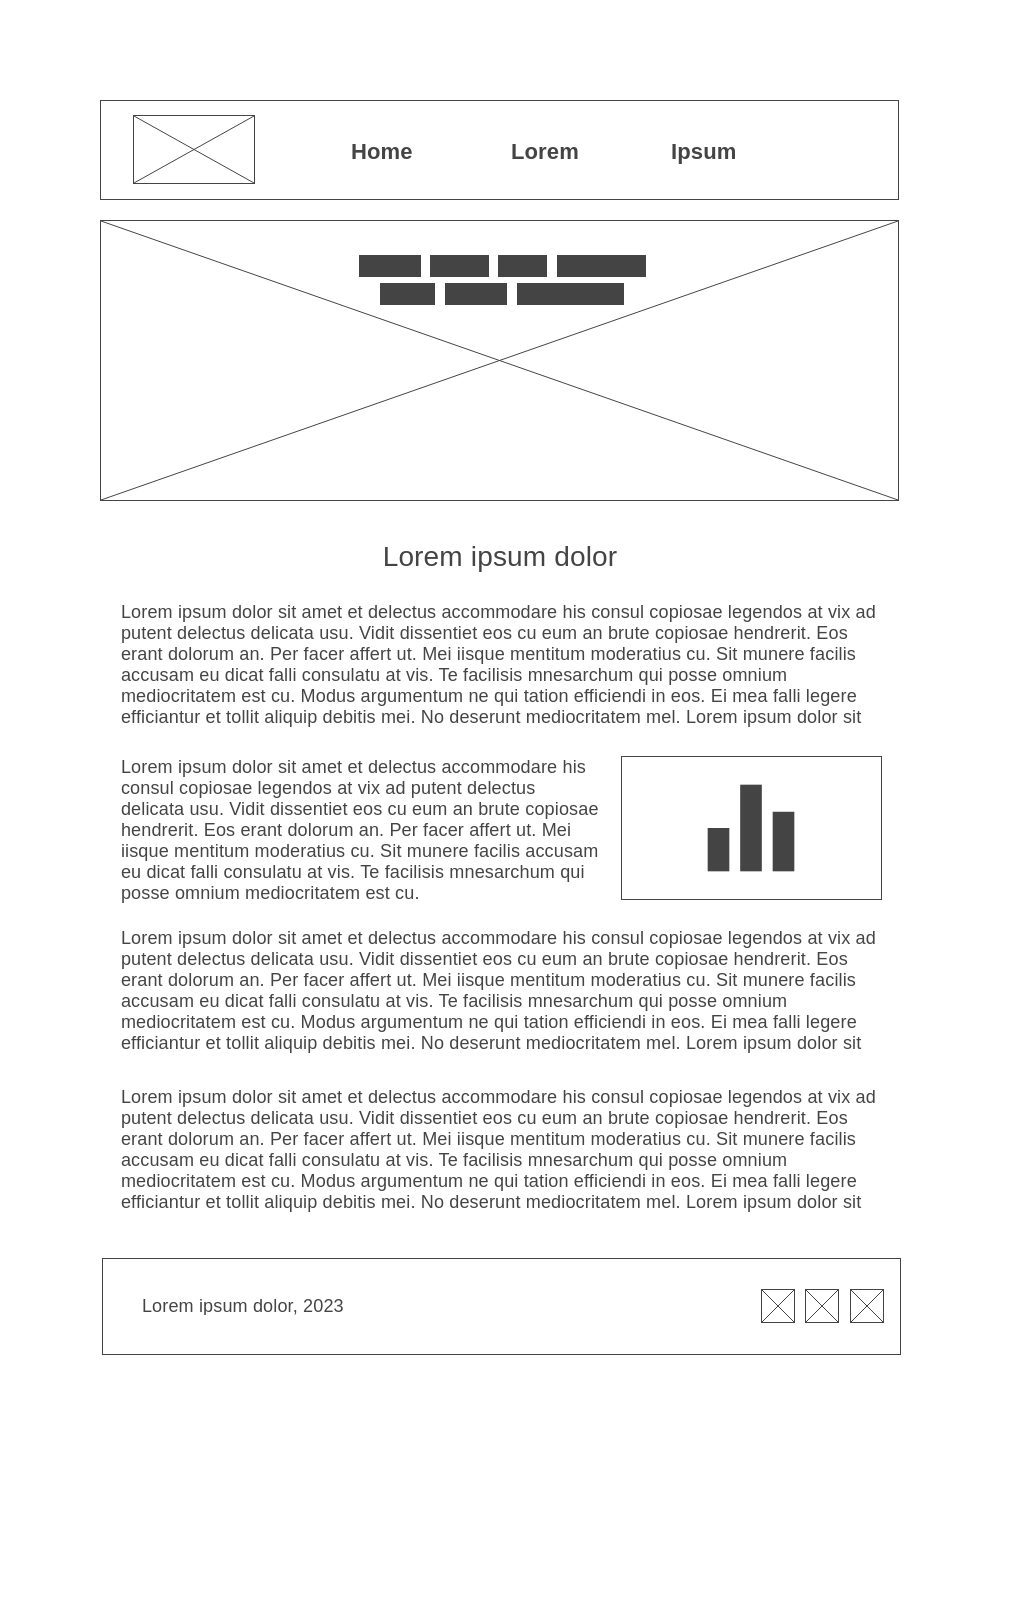 Home Lorem Ipsum
Lorem ipsum dolor
Lorem ipsum dolor sit amet et delectus accommodare his consul copiosae legendos at vix ad
putent delectus delicata usu. Vidit dissentiet eos cu eum an brute copiosae hendrerit. Eos
erant dolorum an. Per facer affert ut. Mei iisque mentitum moderatius cu. Sit munere facilis
accusam eu dicat falli consulatu at vis. Te facilisis mnesarchum qui posse omnium
mediocritatem est cu. Modus argumentum ne qui tation efficiendi in eos. Ei mea falli legere
efficiantur et tollit aliquip debitis mei. No deserunt mediocritatem mel. Lorem ipsum dolor sit
Lorem ipsum dolor sit amet et delectus accommodare his
consul copiosae legendos at vix ad putent delectus
delicata usu. Vidit dissentiet eos cu eum an brute copiosae
hendrerit. Eos erant dolorum an. Per facer affert ut. Mei
iisque mentitum moderatius cu. Sit munere facilis accusam
eu dicat falli consulatu at vis. Te facilisis mnesarchum qui
posse omnium mediocritatem est cu.
Lorem ipsum dolor sit amet et delectus accommodare his consul copiosae legendos at vix ad
putent delectus delicata usu. Vidit dissentiet eos cu eum an brute copiosae hendrerit. Eos
erant dolorum an. Per facer affert ut. Mei iisque mentitum moderatius cu. Sit munere facilis
accusam eu dicat falli consulatu at vis. Te facilisis mnesarchum qui posse omnium
mediocritatem est cu. Modus argumentum ne qui tation efficiendi in eos. Ei mea falli legere
efficiantur et tollit aliquip debitis mei. No deserunt mediocritatem mel. Lorem ipsum dolor sit
Lorem ipsum dolor sit amet et delectus accommodare his consul copiosae legendos at vix ad
putent delectus delicata usu. Vidit dissentiet eos cu eum an brute copiosae hendrerit. Eos
erant dolorum an. Per facer affert ut. Mei iisque mentitum moderatius cu. Sit munere facilis
accusam eu dicat falli consulatu at vis. Te facilisis mnesarchum qui posse omnium
mediocritatem est cu. Modus argumentum ne qui tation efficiendi in eos. Ei mea falli legere
efficiantur et tollit aliquip debitis mei. No deserunt mediocritatem mel. Lorem ipsum dolor sit
Lorem ipsum dolor, 2023